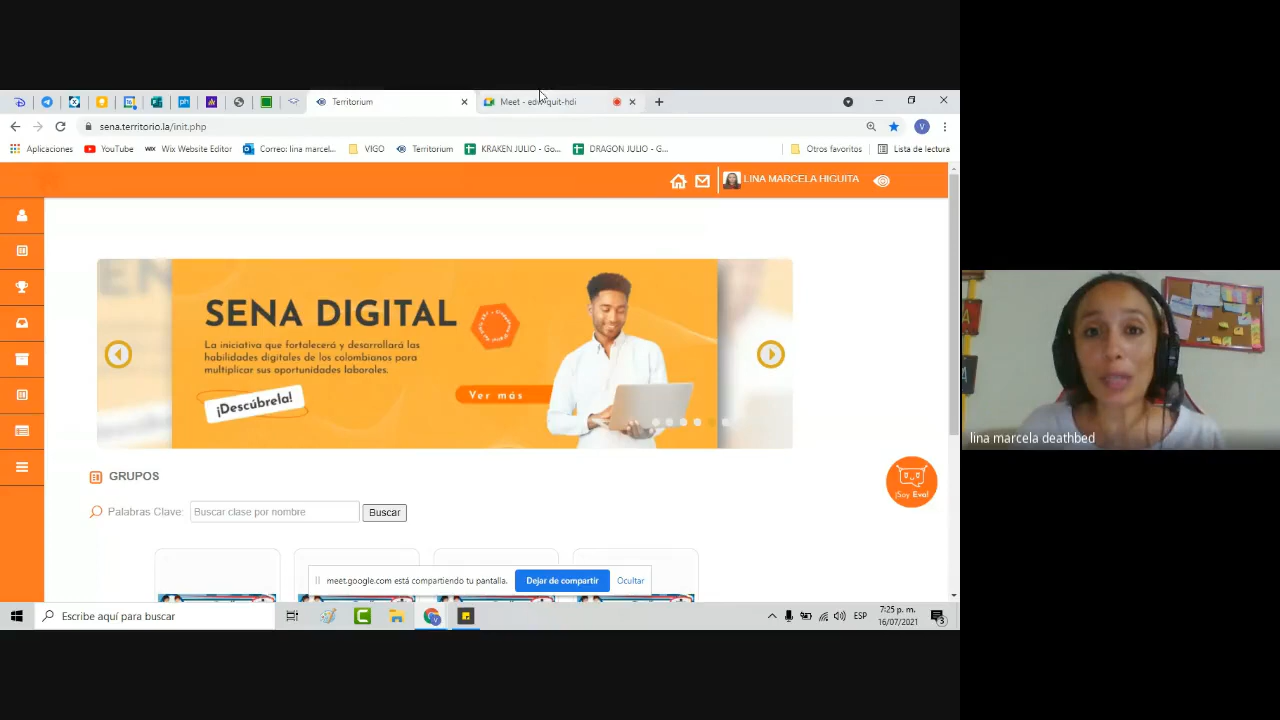 Territorium
Meet - edw-quit-hdi
sena.territorio.la/init.php
Aplicaciones
YouTube
Wix Website Editor
Correo: lina marcel...
VIGO
Territorium
KRAKEN JULIO - Go...
DRAGON JULIO - G...
Otros favoritos
Lista de lectura
LINA MARCELA HIGUITA
SENA DIGITAL
La iniciativa que fortalecerá y desarrollará las
habilidades digitales de los colombianos para
multiplicar sus oportunidades laborales.
¡Descúbrela!
Ver más
GRUPOS
¡Soy Eva!
Palabras Clave:
Buscar clase por nombre
Buscar
meet.google.com está compartiendo tu pantalla.
Dejar de compartir
Ocultar
Escribe aquí para buscar
ESP
7:25 p. m.
16/07/2021
3
lina marcela deathbed